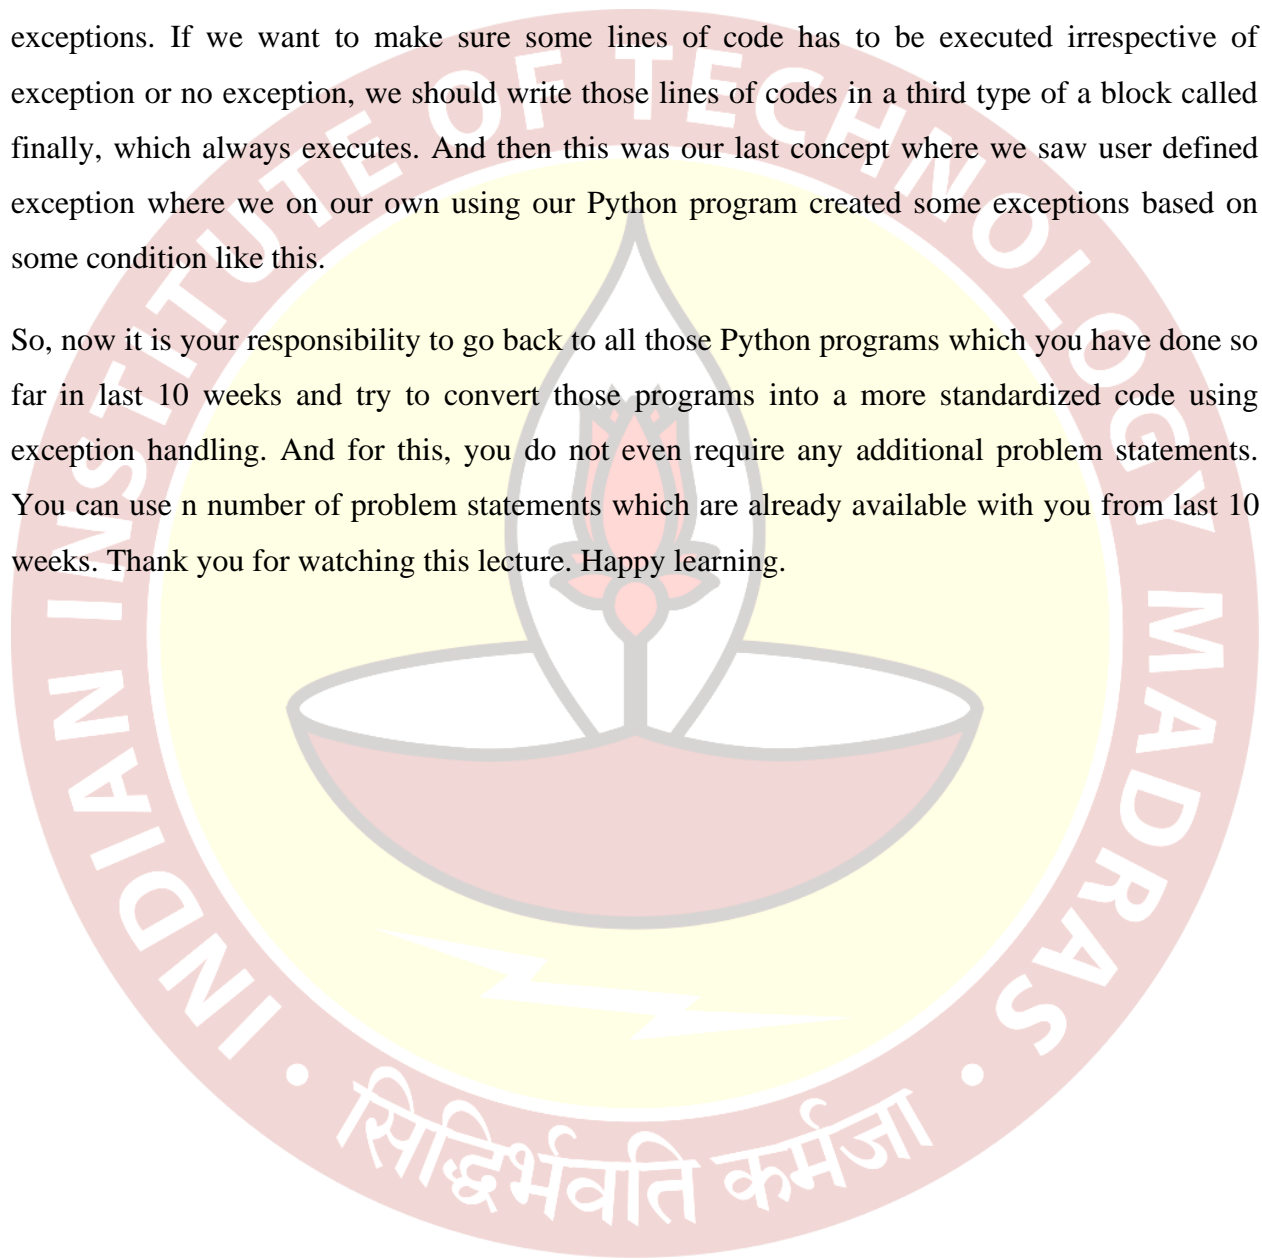 exceptions. If we want to make sure some lines of code has to be executed irrespective of
exception or no exception, we should write those lines of codes in a third type of a block called
finally, which always executes. And then this was our last concept where we saw user defined
exception where we on our own using our Python program created some exceptions based on
some condition like this.
So, now it is your responsibility to go back to all those Python programs which you have done so
far in last 10 weeks and try to convert those programs into a more standardized code using
exception handling. And for this, you do not even require any additional problem statements.
You can use n number of problem statements which are already available with you from last 10
weeks. Thank you for watching this lecture. Happy learning.
INDIAN INSTITUTE OF TECHNOLOGY MADRAS
सिद्धिर्भवति कर्मजा